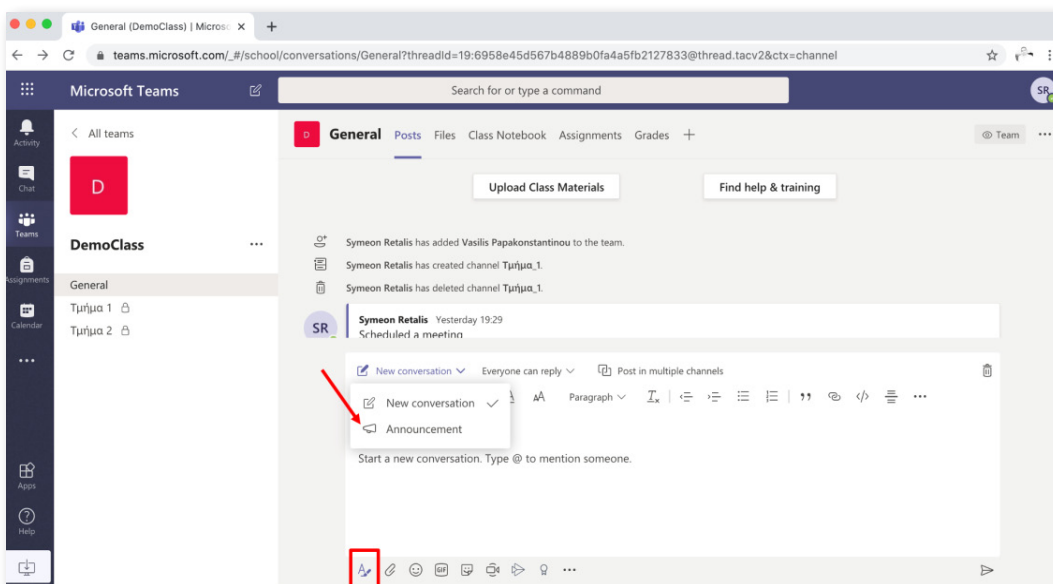 General (DemoClass) | Microsc
teams.microsoft.com/_#/school/conversations/General?threadId=19:6958e45d567b4889b0fa4a5fb2127833@thread.tacv2&ctx=channel
Microsoft Teams
Search for or type a command
SR
Activity
Chat
Teams
Assignments
Calendar
Apps
Help
All teams
D
DemoClass
General
Τμήμα 1
Τμήμα 2
D General Posts Files Class Notebook Assignments Grades
Team
Upload Class Materials Find help & training
Symeon Retalis has added Vasilis Papakonstantinou to the team.
Symeon Retalis has created channel Τμήμα_1.
Symeon Retalis has deleted channel Τμήμα_1.
SR
Symeon Retalis Yesterday 19:29
Scheduled a meeting
New conversation Everyone can reply Post in multiple channels
New conversation
Announcement
AA Paragraph
Start a new conversation. Type @ to mention someone.
GIF